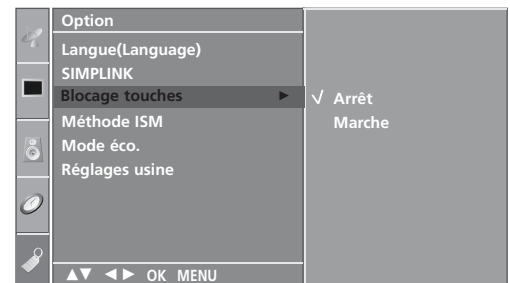 Option
Langue(Language)
SIMPLINK
Blocage touches ►
√ Arrêt
Marche
Méthode ISM
Mode éco.
Réglages usine
▲▼ ◄► OK MENU